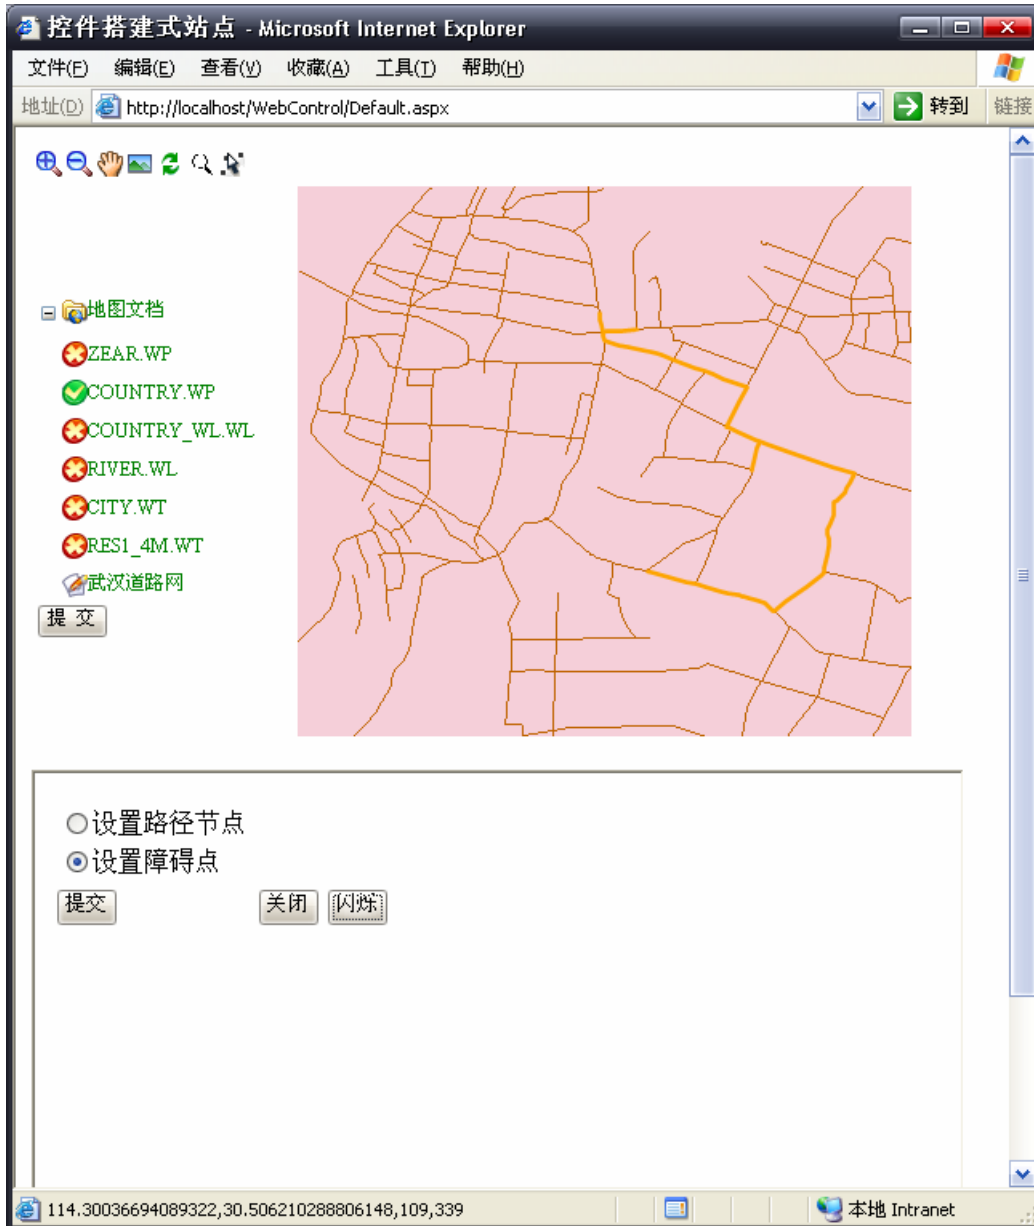 控件搭建式站点 - Microsoft Internet Explorer
文件(F) 编辑(E) 查看(V) 收藏(A) 工具(T) 帮助(H)
地址(D) http://localhost/WebControl/Default.aspx 转到 链接
地图文档
ZEAR.WP
COUNTRY.WP
COUNTRY_WL.WL
RIVER.WL
CITY.WT
RES1_4M.WT
武汉道路网
提 交
设置路径节点
设置障碍点
提交 关闭 闪烁
114.30036694089322,30.506210288806148,109,339 本地 Intranet